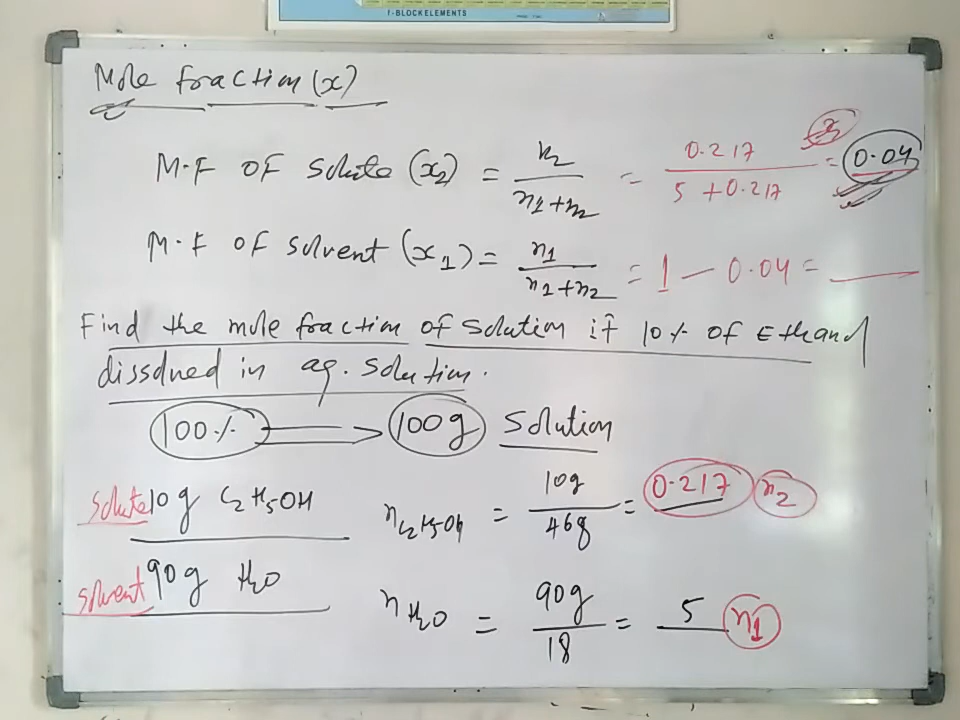 f-BLOCK ELEMENTS
Mole fraction (x)
M.F OF Solute (x2) = n2 / n1+n2 = 0.217 / 5 + 0.217 = 0.04
M.F OF Solvent (x1) = n1 / n1+n2 = 1 - 0.04 = ____
Find the mole fraction of Solution if 10% of Ethanol
dissolved in aq. Solution.
100% ⟹ 100g Solution
Solute 10g C2H5OH nC2H5OH = 10g / 46g = 0.217 n2
Solvent 90g H2O nH2O = 90g / 18 = 5 n1